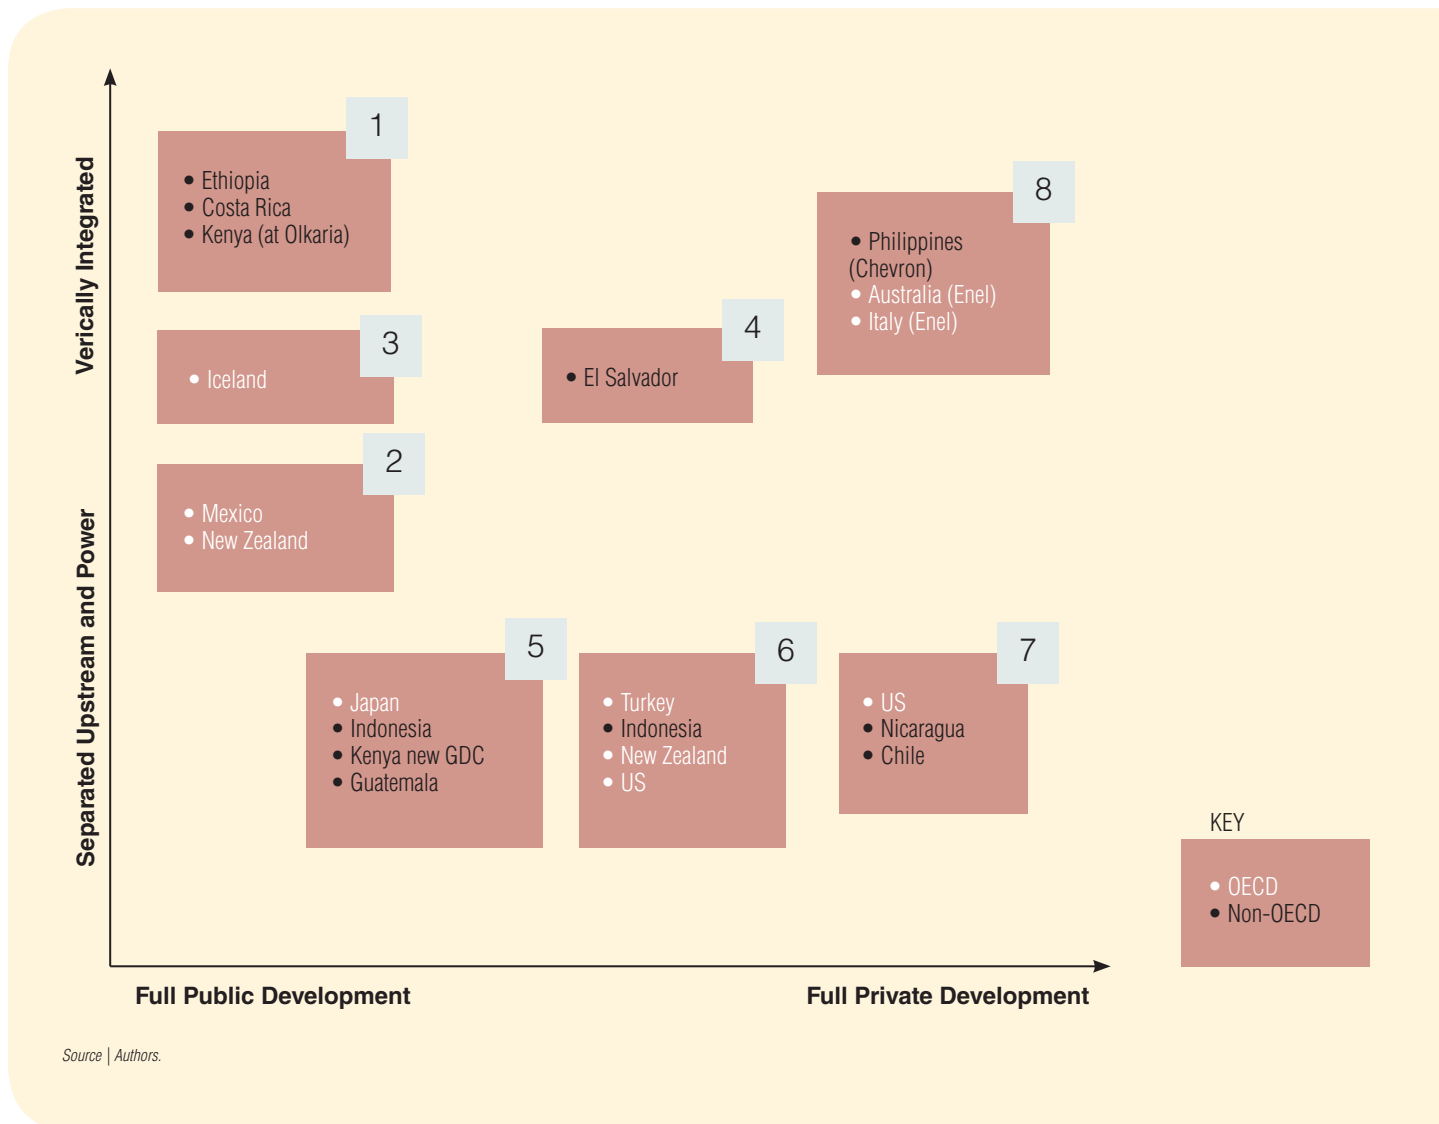 Verically Integrated
Separated Upstream and Power
1
• Ethiopia
• Costa Rica
• Kenya (at Olkaria)
8
• Philippines
(Chevron)
• Australia (Enel)
• Italy (Enel)
3
• Iceland
4
• El Salvador
2
• Mexico
• New Zealand
5
• Japan
• Indonesia
• Kenya new GDC
• Guatemala
6
• Turkey
• Indonesia
• New Zealand
• US
7
• US
• Nicaragua
• Chile
KEY
• OECD
• Non-OECD
Full Public Development
Full Private Development
Source | Authors.